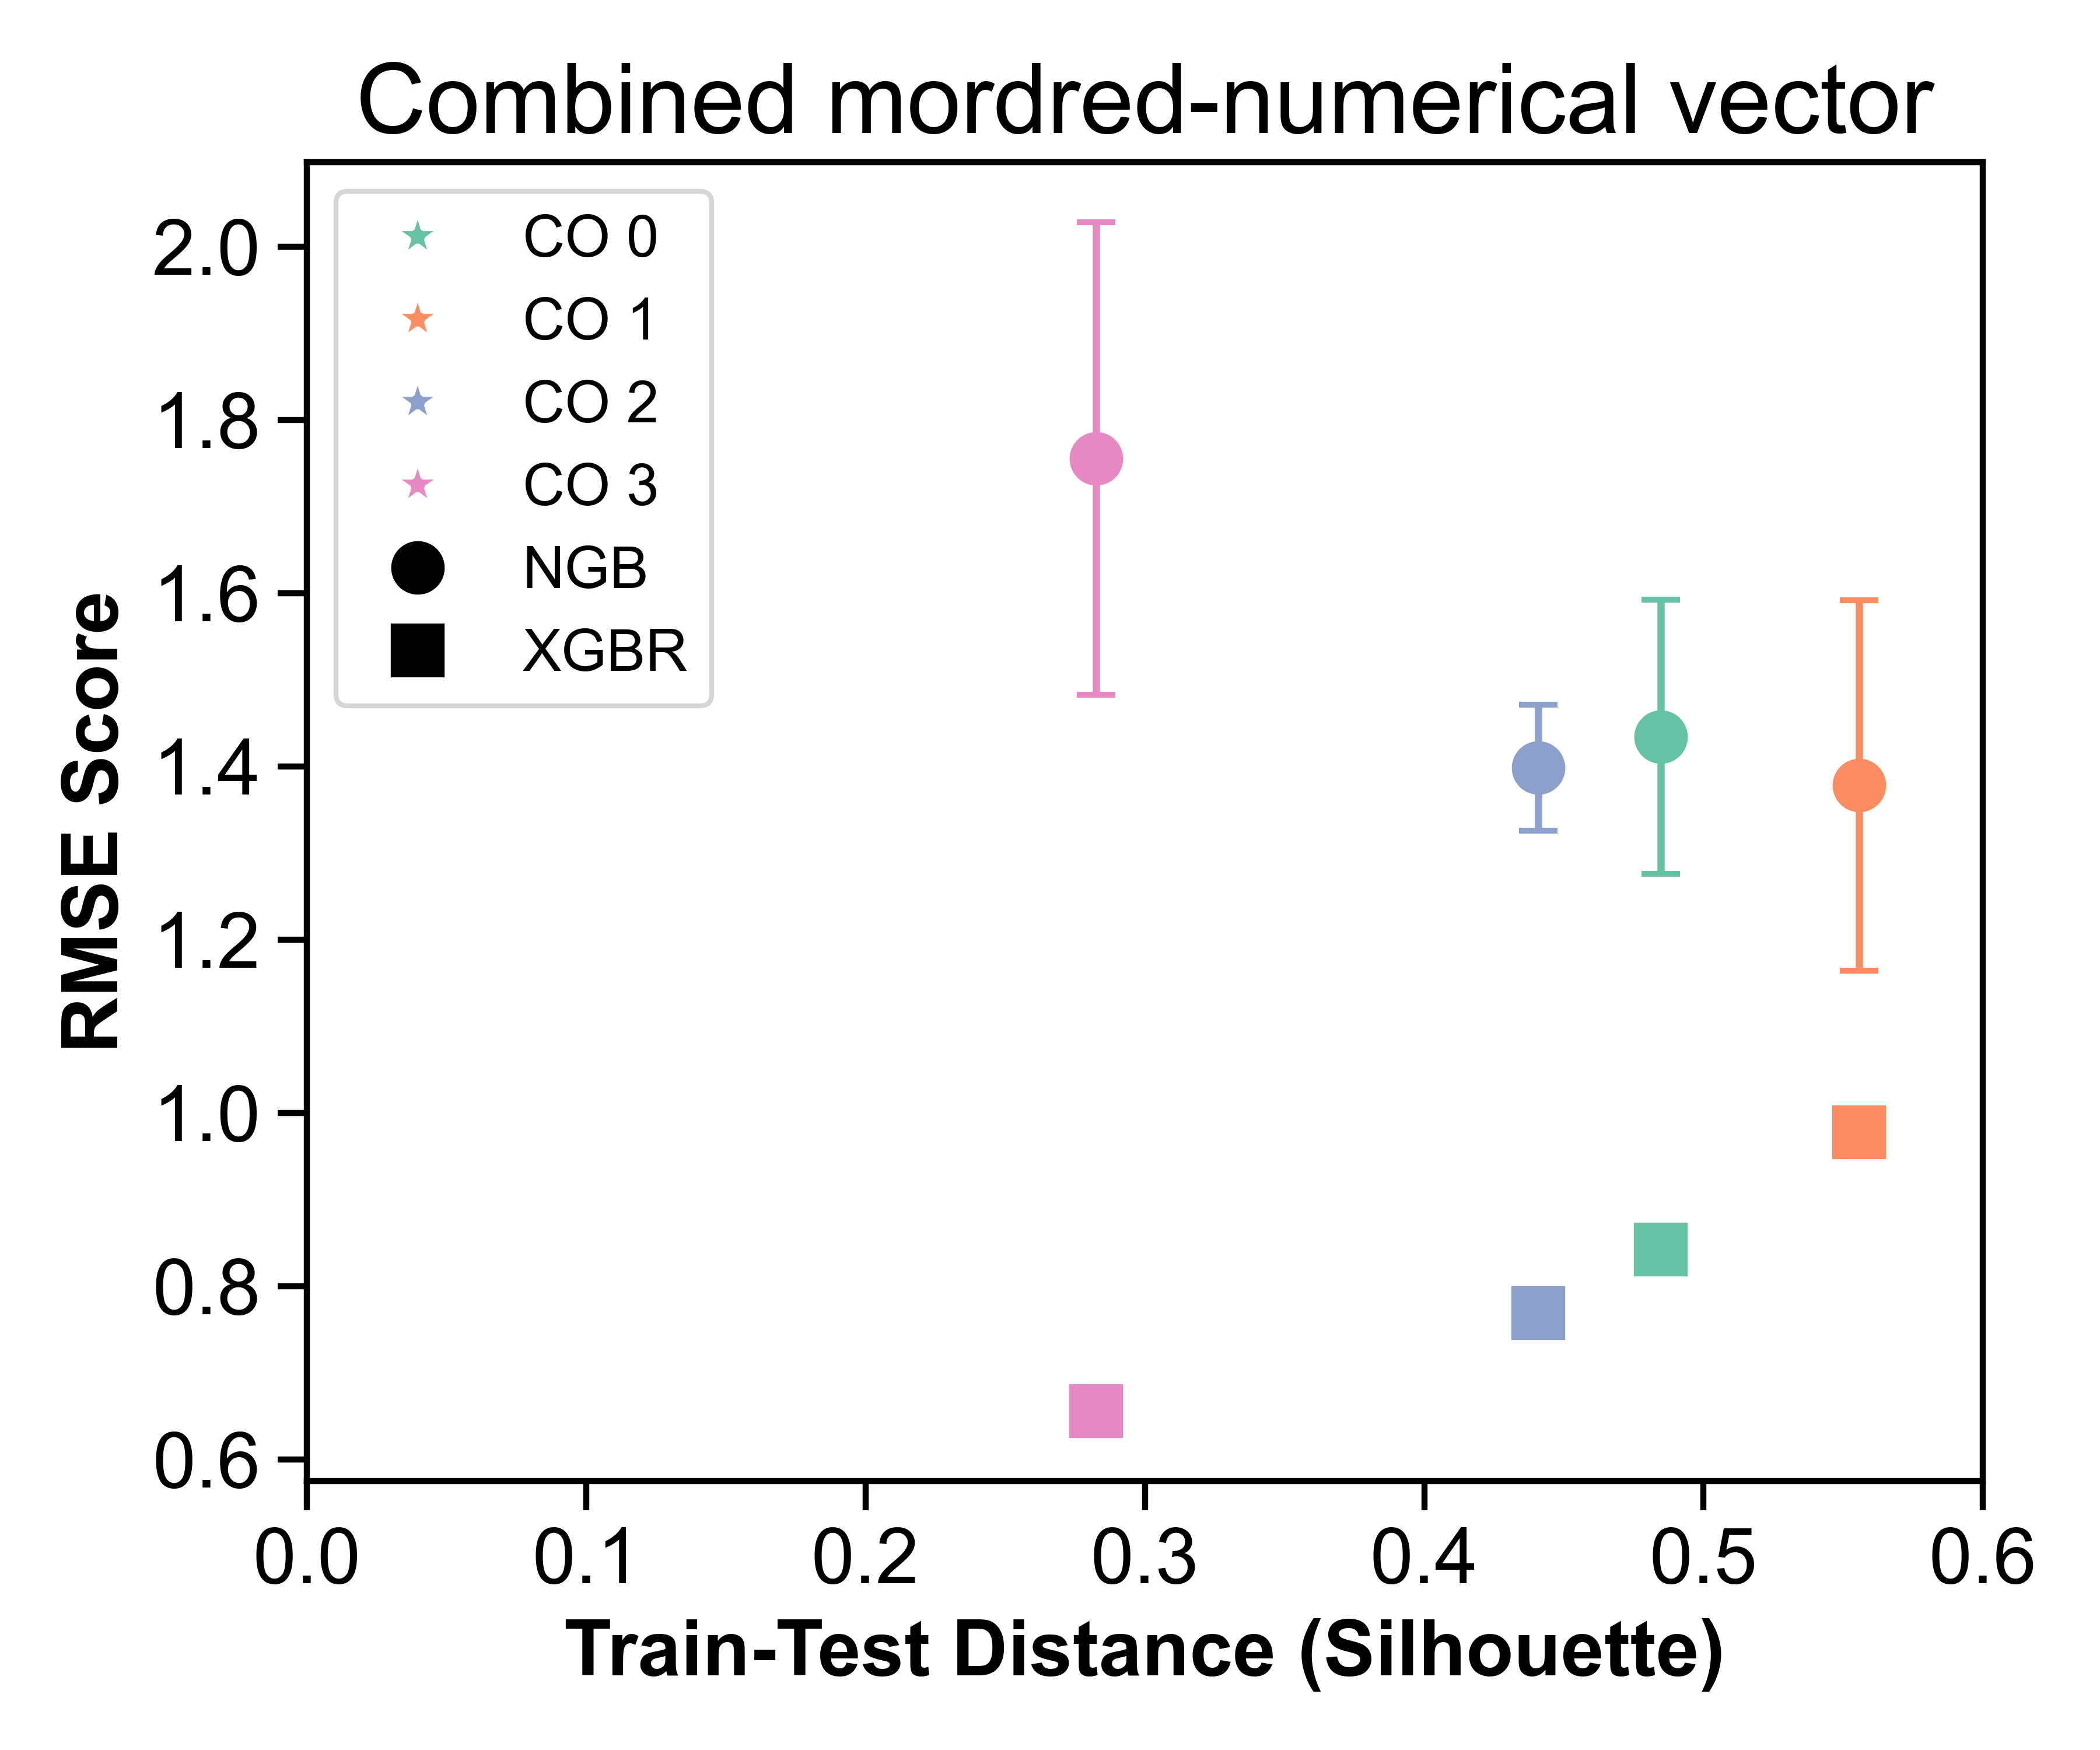 Combined mordred-numerical vector
CO 0
CO 1
CO 2
CO 3
NGB
XGBR
RMSE Score
2.0
1.8
1.6
1.4
1.2
1.0
0.8
0.6
0.0 0.1 0.2 0.3 0.4 0.5 0.6
Train-Test Distance (Silhouette)